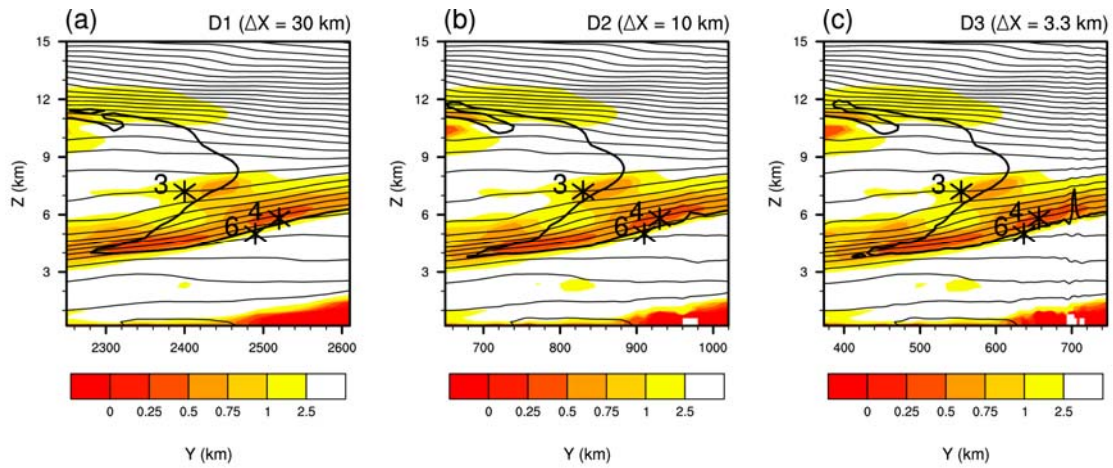 (a) D1 (ΔX = 30 km)
15
12
9
6
3
Z (km)
3
4
6
2300 2400 2500 2600
0 0.25 0.5 0.75 1 2.5
Y (km)
(b) D2 (ΔX = 10 km)
15
12
9
6
3
Z (km)
3
4
6
700 800 900 1000
0 0.25 0.5 0.75 1 2.5
Y (km)
(c) D3 (ΔX = 3.3 km)
15
12
9
6
3
Z (km)
3
4
6
400 500 600 700
0 0.25 0.5 0.75 1 2.5
Y (km)